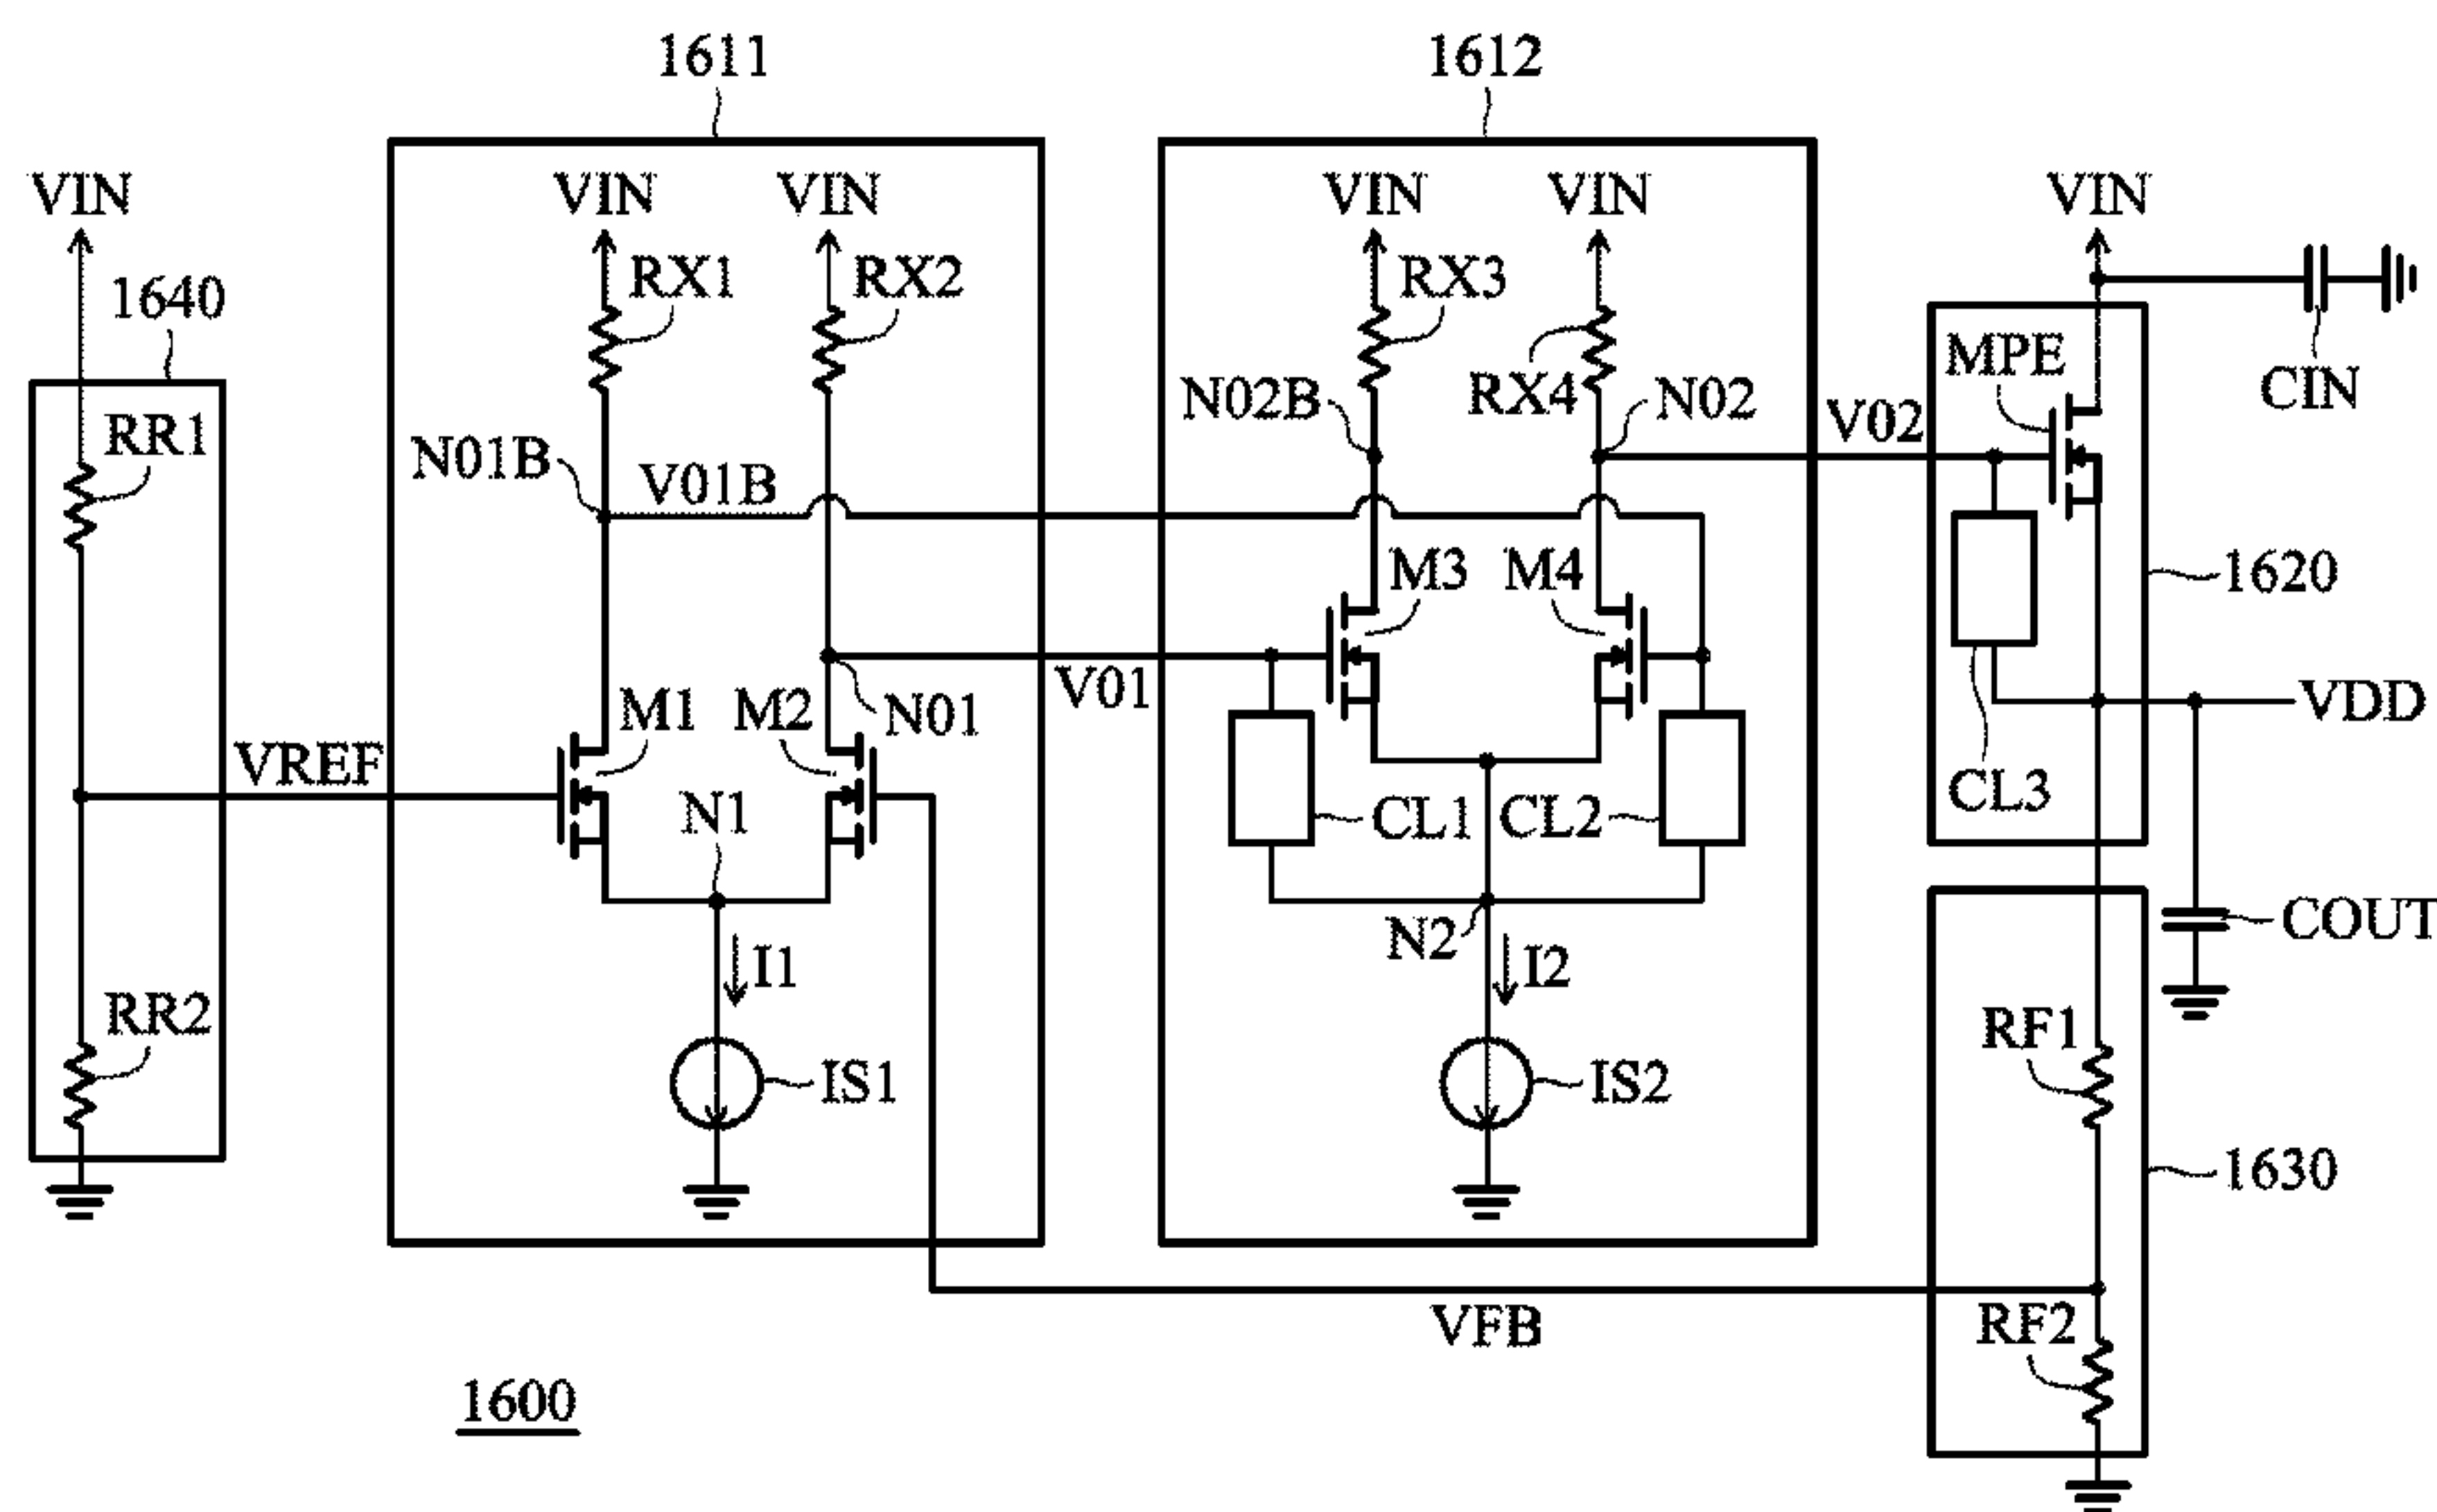 1611
1612
VIN
VIN
VIN
VIN
VIN
VIN
1640
RX1
RX2
RX3
RX4
MPE
CIN
RR1
N01B
V01B
N02B
N02
V02
M3
M4
1620
M1
M2
N01
V01
VDD
VREF
N1
CL1
CL2
CL3
N2
COUT
I1
I2
RR2
RF1
IS1
IS2
1630
VFB
RF2
1600